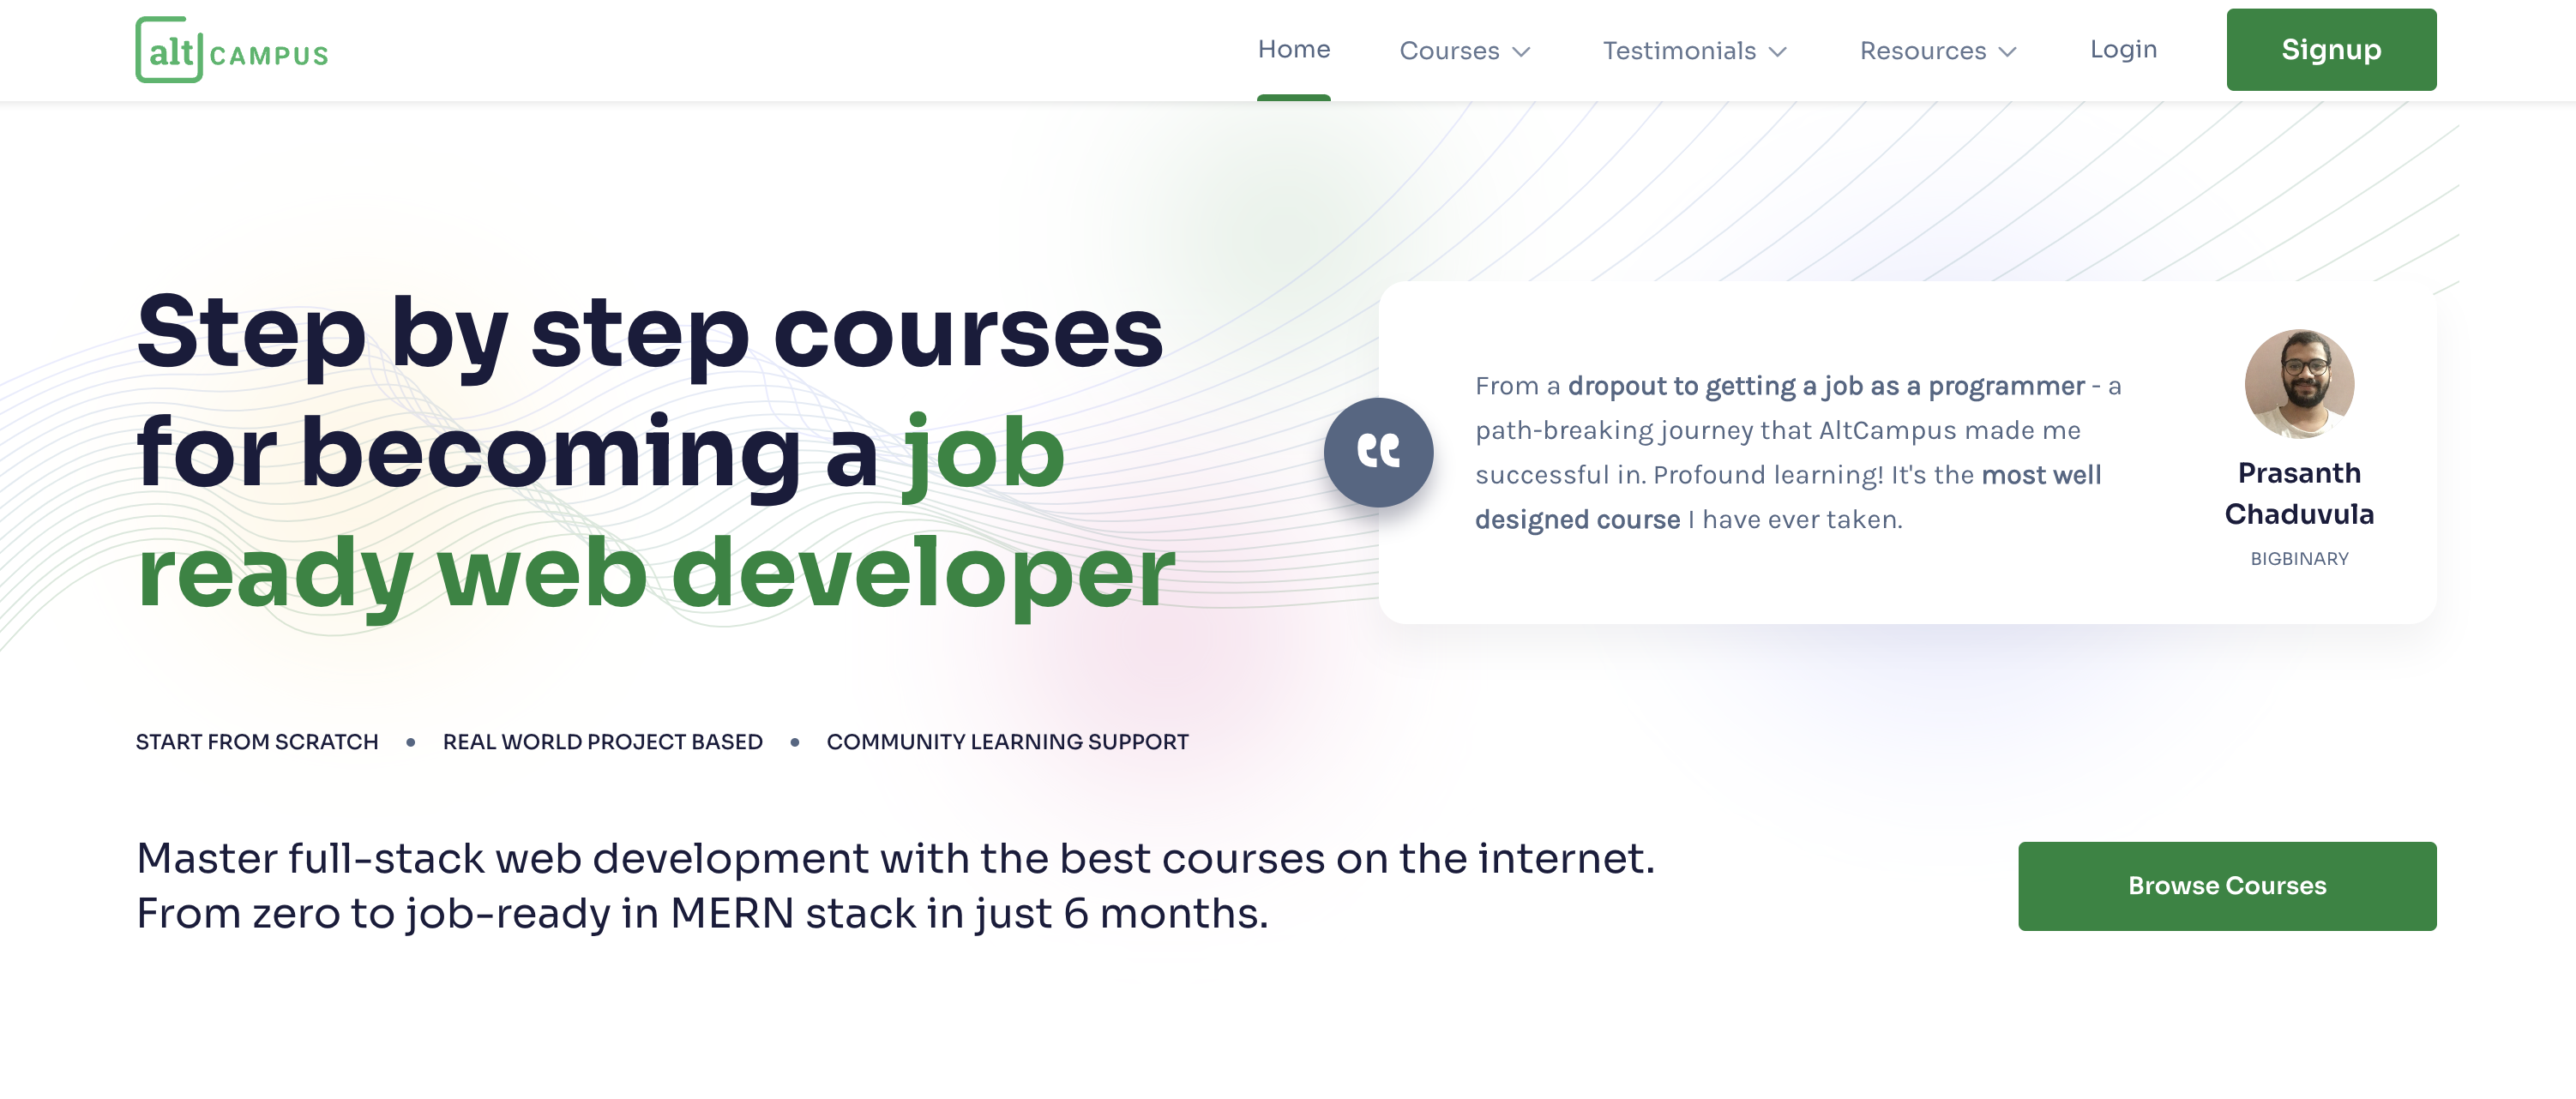 alt CAMPUS
Home Courses Testimonials Resources Login Signup
Step by step courses
for becoming a job
ready web developer
From a dropout to getting a job as a programmer - a
path-breaking journey that AltCampus made me
successful in. Profound learning! It's the most well
designed course I have ever taken.
Prasanth
Chaduvula
BIGBINARY
START FROM SCRATCH • REAL WORLD PROJECT BASED • COMMUNITY LEARNING SUPPORT
Master full-stack web development with the best courses on the internet.
From zero to job-ready in MERN stack in just 6 months.
Browse Courses